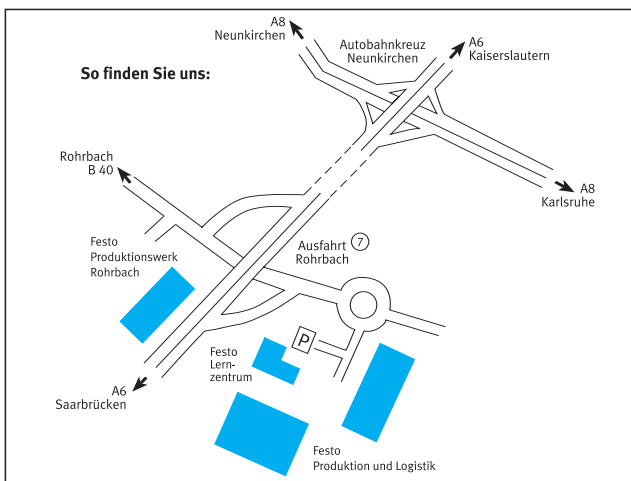 A8
Neunkirchen
Autobahnkreuz
Neunkirchen
A6
Kaiserslautern
So finden Sie uns:
Rohrbach
B 40
A8
Karlsruhe
Festo
Produktionswerk
Rohrbach
Ausfahrt 7
Rohrbach
P
Festo
Lern-
zentrum
A6
Saarbrücken
Festo
Produktion und Logistik